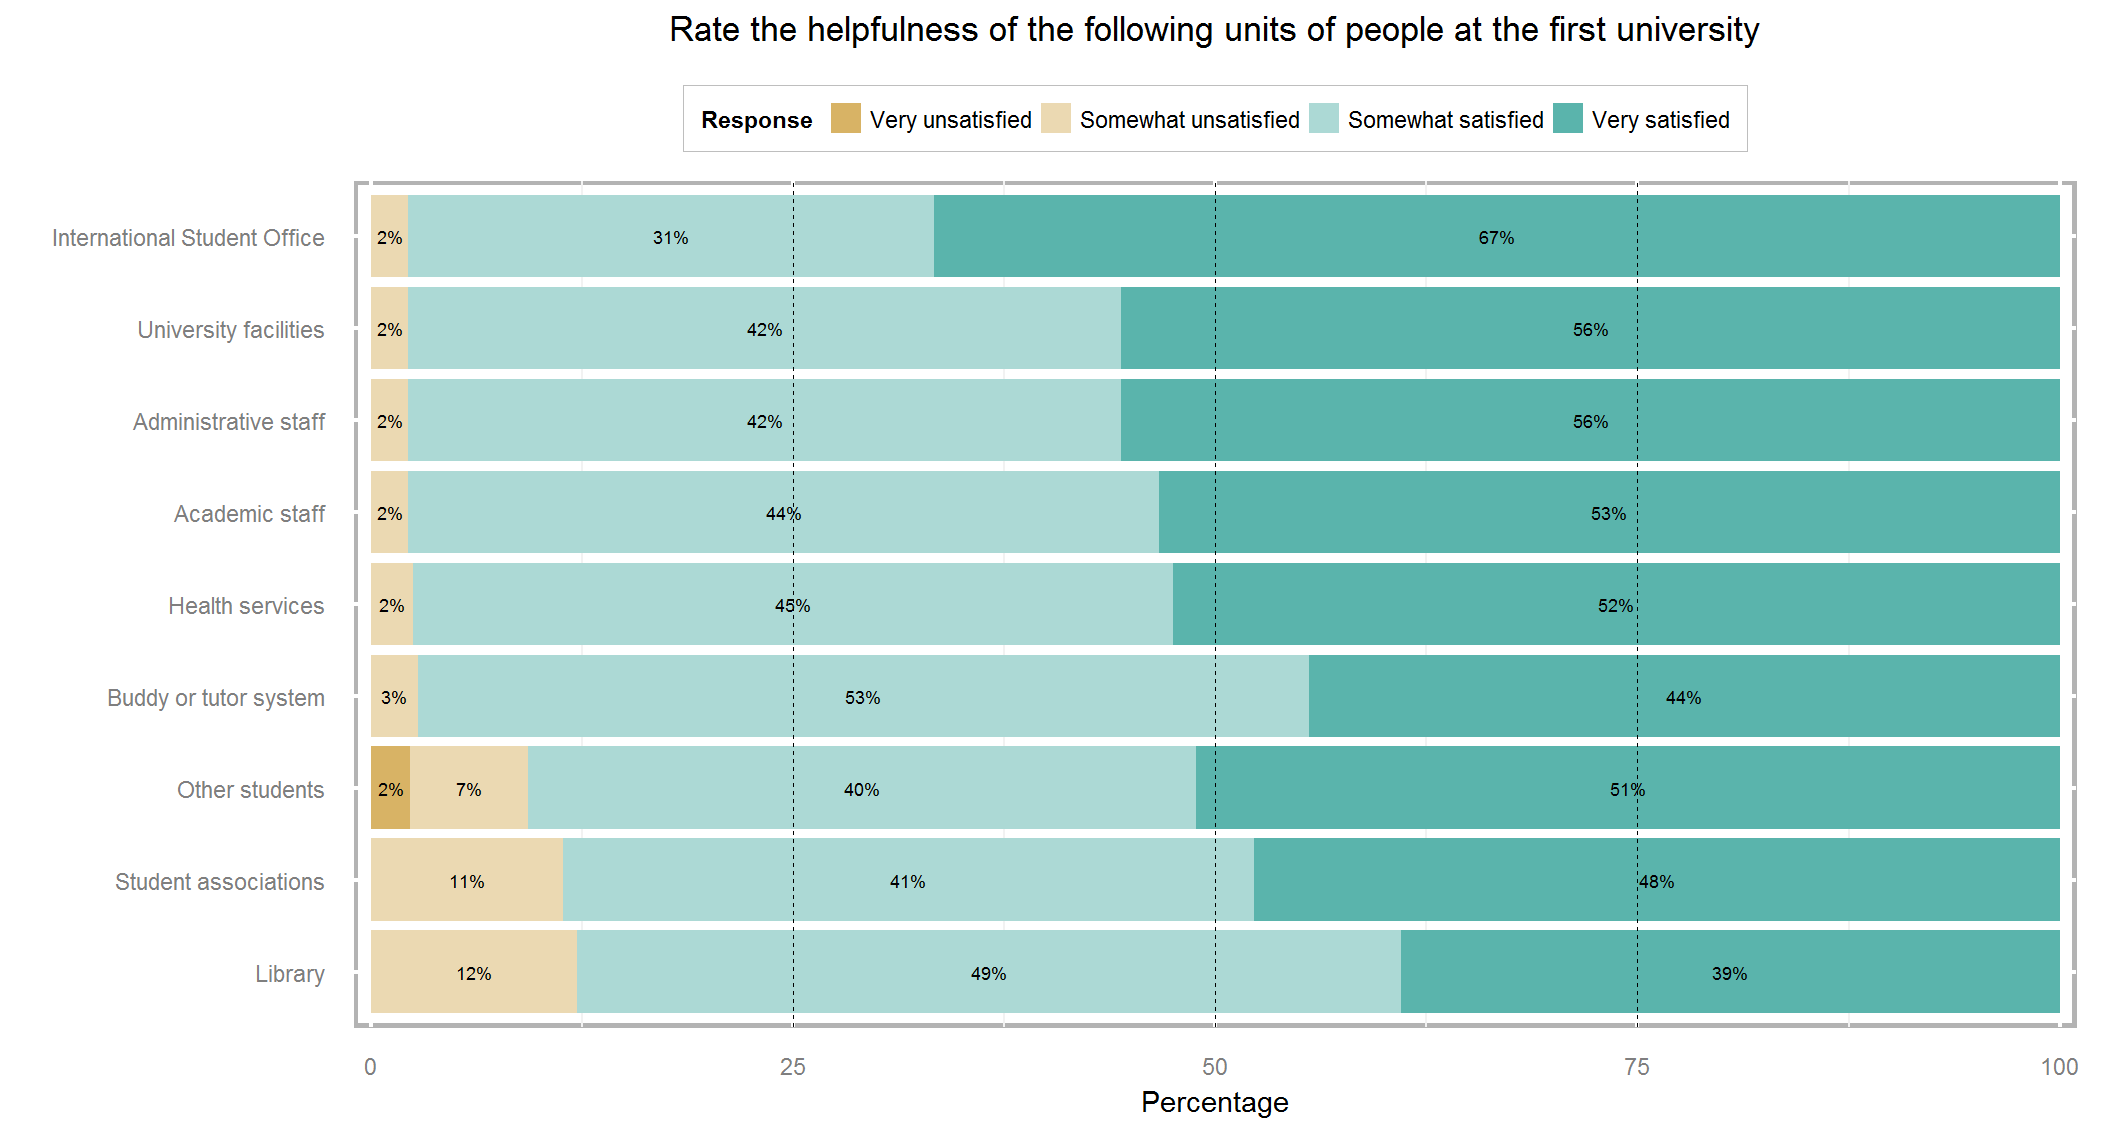 Rate the helpfulness of the following units of people at the first university
Response Very unsatisfied Somewhat unsatisfied Somewhat satisfied Very satisfied
International Student Office 2% 31% 67%
University facilities 2% 42% 56%
Administrative staff 2% 42% 56%
Academic staff 2% 44% 53%
Health services 2% 45% 52%
Buddy or tutor system 3% 53% 44%
Other students 2% 7% 40% 51%
Student associations 11% 41% 48%
Library 12% 49% 39%
0 25 50 75 100
Percentage